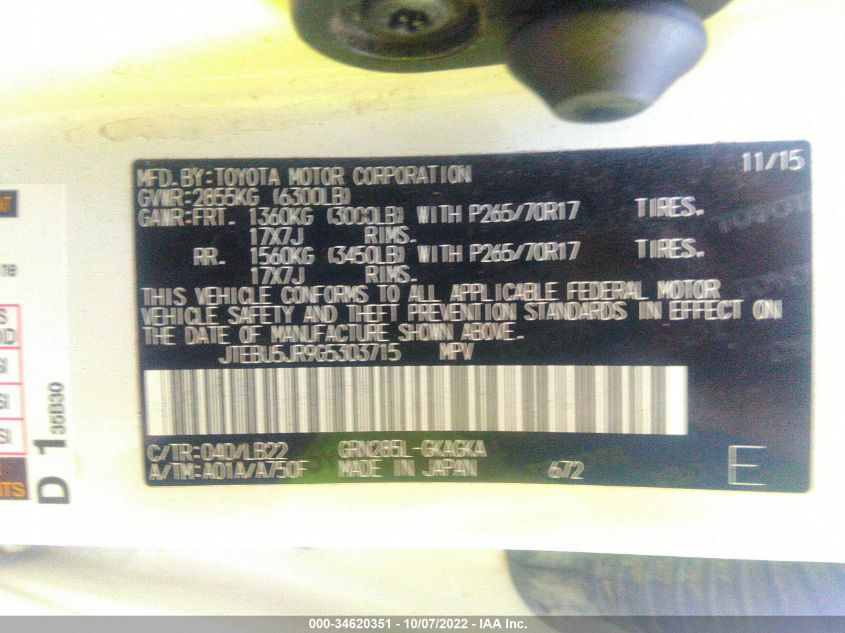 MFD.BY:TOYOTA MOTOR CORPORATION 11/15
GVWR:2855KG (6300LB)
GAWR:FRT. 1360KG (3000LB) WITH P265/70R17 TIRES.
17X7J RIMS.
RR. 1560KG (3450LB) WITH P265/70R17 TIRES.
17X7J RIMS.
THIS VEHICLE CONFORMS TO ALL APPLICABLE FEDERAL MOTOR
VEHICLE SAFETY AND THEFT PREVENTION STANDARDS IN EFFECT ON
THE DATE OF MANUFACTURE SHOWN ABOVE.
JTEBU5JR9G5303715 MPV
C/TR:040/LB22 GRN285L-GKAGKA
A/TM:A01A/A750F MADE IN JAPAN 672 E
D 1 35B30
000-34620351 - 10/07/2022 - IAA Inc.